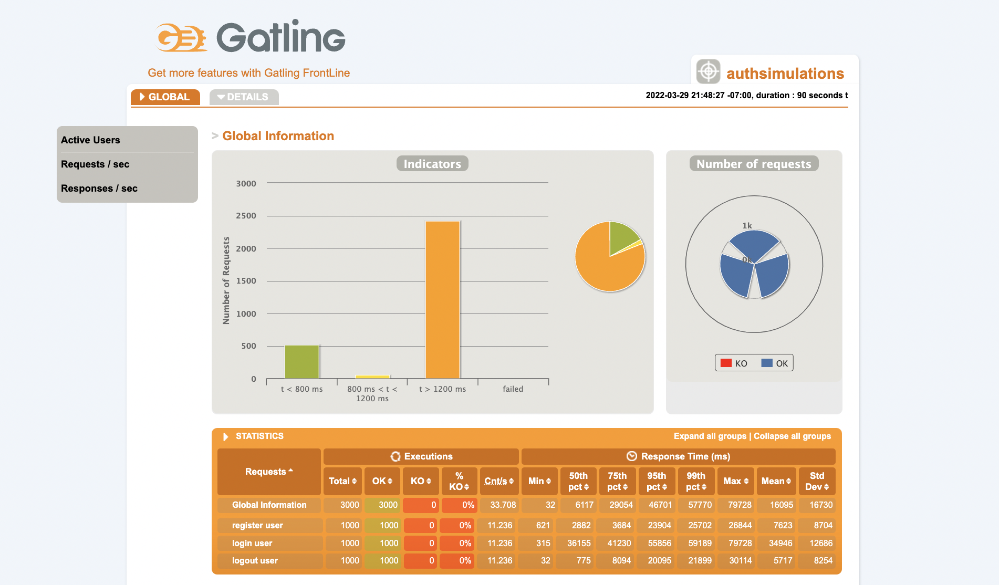 Gatling
Get more features with Gatling FrontLine
authsimulations
GLOBAL DETAILS
2022-03-29 21:48:27 -07:00, duration : 90 seconds t
Active Users
Requests / sec
Responses / sec
> Global Information
Indicators
3000
2500
2000
1500
1000
500
0
Number of Requests
t < 800 ms
800 ms < t <
1200 ms
t > 1200 ms
failed
Number of requests
1k
0k
KO OK
STATISTICS
Expand all groups | Collapse all groups
Requests Executions Response Time (ms)
Total OK KO % KO Cnt/s Min 50th pct 75th pct 95th pct 99th pct Max Mean Std Dev
Global Information 3000 3000 0 0% 33.708 32 6117 29054 46701 57770 79728 16095 16730
register user 1000 1000 0 0% 11.236 621 2882 3684 23904 25702 26844 7623 8704
login user 1000 1000 0 0% 11.236 315 36155 41230 55856 59189 79728 34946 12686
logout user 1000 1000 0 0% 11.236 32 775 8094 20095 21899 30114 5717 8254